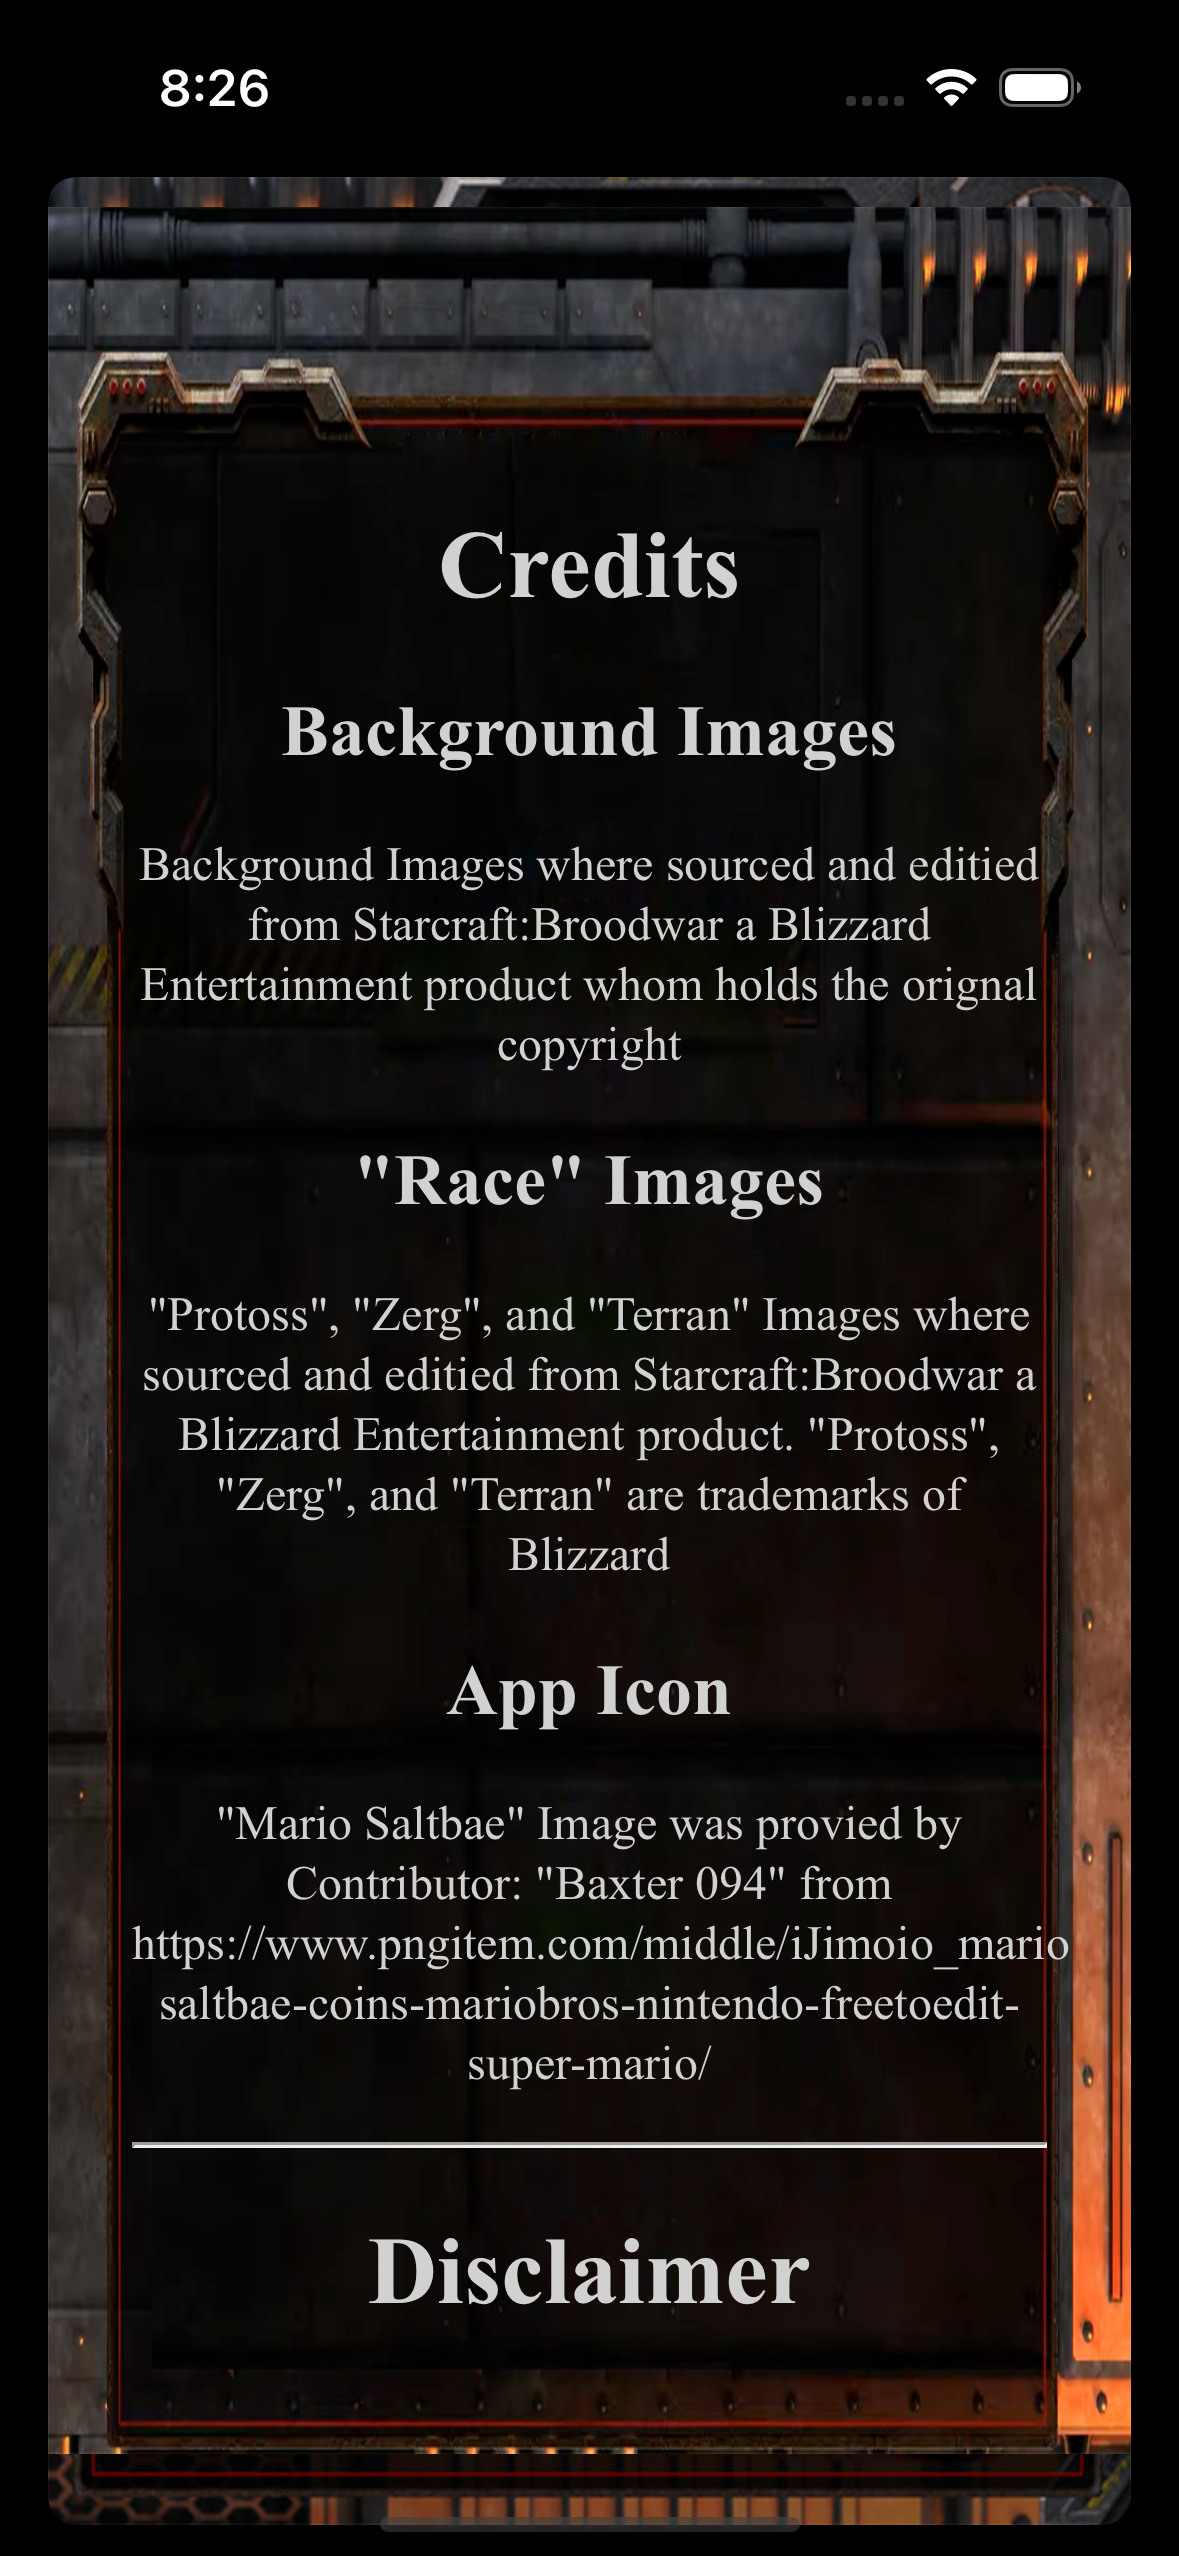 8:26
Credits
Background Images
Background Images where sourced and editied
from Starcraft:Broodwar a Blizzard
Entertainment product whom holds the orignal
copyright
"Race" Images
"Protoss", "Zerg", and "Terran" Images where
sourced and editied from Starcraft:Broodwar a
Blizzard Entertainment product. "Protoss",
"Zerg", and "Terran" are trademarks of
Blizzard
App Icon
"Mario Saltbae" Image was provied by
Contributor: "Baxter 094" from
https://www.pngitem.com/middle/iJimoio_mario
saltbae-coins-mariobros-nintendo-freetoedit-
super-mario/
Disclaimer